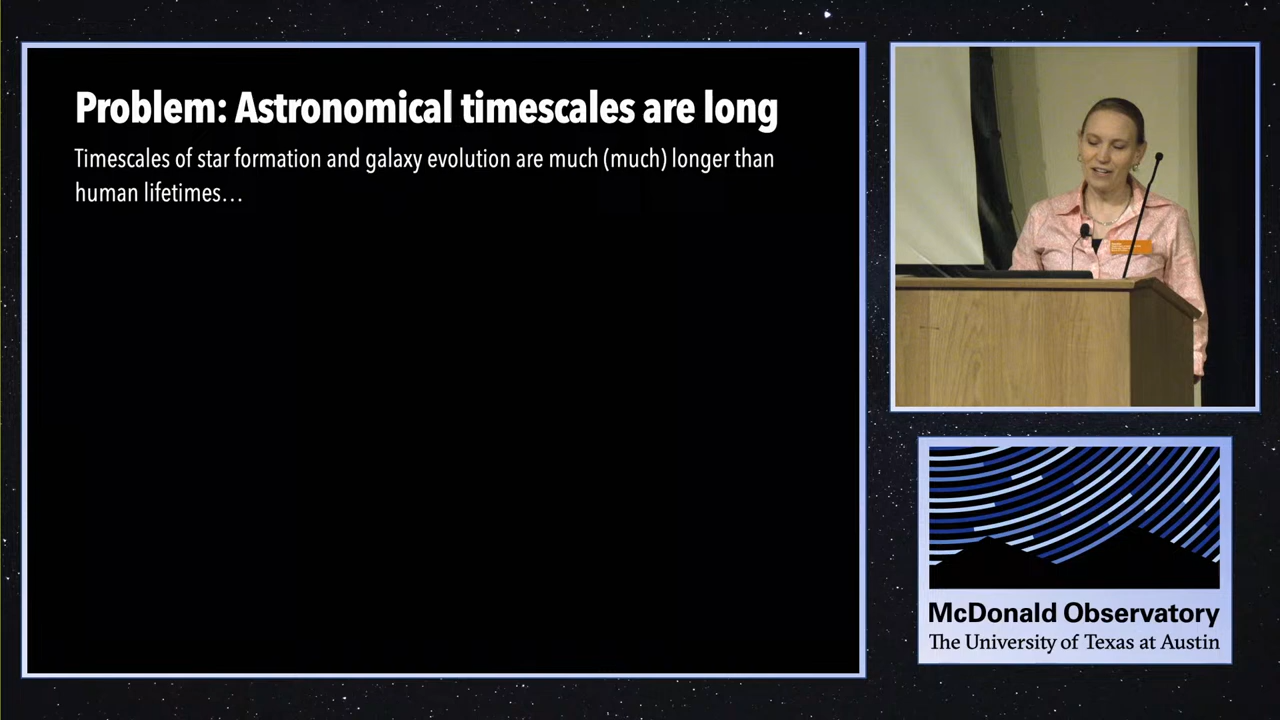 Problem: Astronomical timescales are long
Timescales of star formation and galaxy evolution are much (much) longer than
human lifetimes…
McDonald Observatory
The University of Texas at Austin